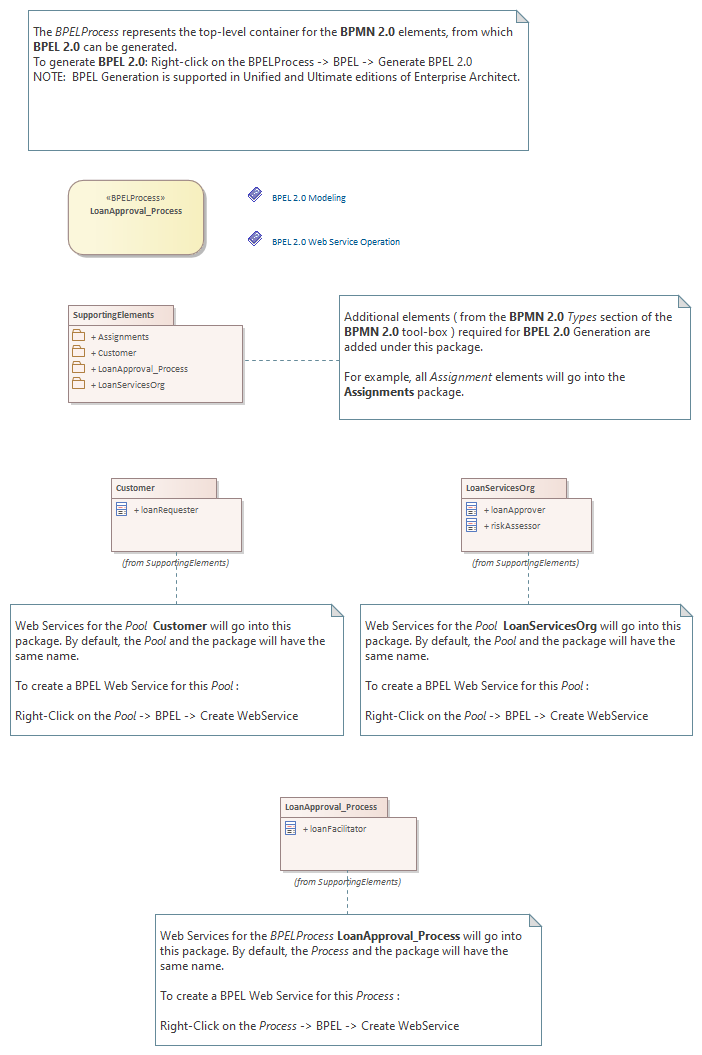 The BPELProcess represents the top-level container for the BPMN 2.0 elements, from which
BPEL 2.0 can be generated.
To generate BPEL 2.0: Right-click on the BPELProcess -> BPEL -> Generate BPEL 2.0
NOTE:  BPEL Generation is supported in Unified and Ultimate editions of Enterprise Architect.
«BPELProcess»
LoanApproval_Process
BPEL 2.0 Modeling
BPEL 2.0 Web Service Operation
SupportingElements
+ Assignments
+ Customer
+ LoanApproval_Process
+ LoanServicesOrg
Additional elements ( from the BPMN 2.0 Types section of the
BPMN 2.0 tool-box ) required for BPEL 2.0 Generation are
added under this package.
For example, all Assignment elements will go into the
Assignments package.
Customer
+ loanRequester
(from SupportingElements)
LoanServicesOrg
+ loanApprover
+ riskAssessor
(from SupportingElements)
Web Services for the Pool  Customer will go into this
package. By default, the Pool and the package will have the
same name.
To create a BPEL Web Service for this Pool :
Right-Click on the Pool -> BPEL -> Create WebService
Web Services for the Pool  LoanServicesOrg will go into this
package. By default, the Pool and the package will have the
same name.
To create a BPEL Web Service for this Pool :
Right-Click on the Pool -> BPEL -> Create WebService
LoanApproval_Process
+ loanFacilitator
(from SupportingElements)
Web Services for the BPELProcess LoanApproval_Process will go into
this package. By default, the Process and the package will have the
same name.
To create a BPEL Web Service for this Process :
Right-Click on the Process -> BPEL -> Create WebService